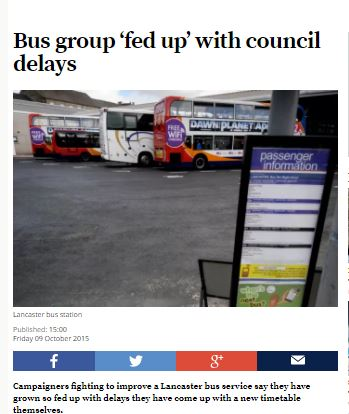 Bus group ‘fed up’ with council
delays
FREE
WiFi
FREE
WiFi
DAWN PLANET
passenger
information
Lancaster bus station
Published: 15:00
Friday 09 October 2015
f
g+
Campaigners fighting to improve a Lancaster bus service say they have
grown so fed up with delays they have come up with a new timetable
themselves.